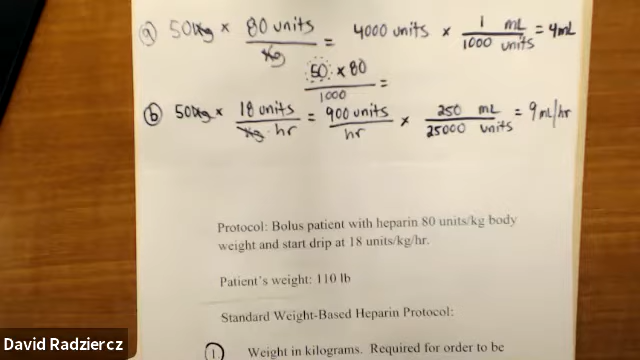 ⓐ 50kg × 80 units / kg = 4000 units × 1 mL / 1000 units = 4mL
50 × 80 / 1000 =
ⓑ 50kg × 18 units / kg · hr = 900 units / hr × 250 mL / 25000 units = 9 mL/hr
Protocol: Bolus patient with heparin 80 units/kg body
weight and start drip at 18 units/kg/hr.
Patient's weight: 110 lb
Standard Weight-Based Heparin Protocol:
① Weight in kilograms. Required for order to be
David Radziercz